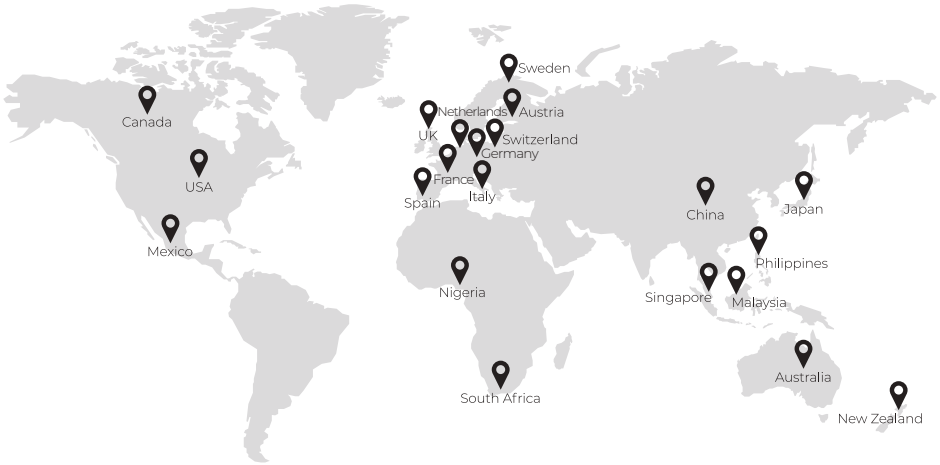 Sweden
Canada
Netherlands
Austria
UK
Switzerland
Germany
France
USA
Italy
Spain
China
Japan
Mexico
Philippines
Nigeria
Singapore
Malaysia
Australia
South Africa
New Zealand